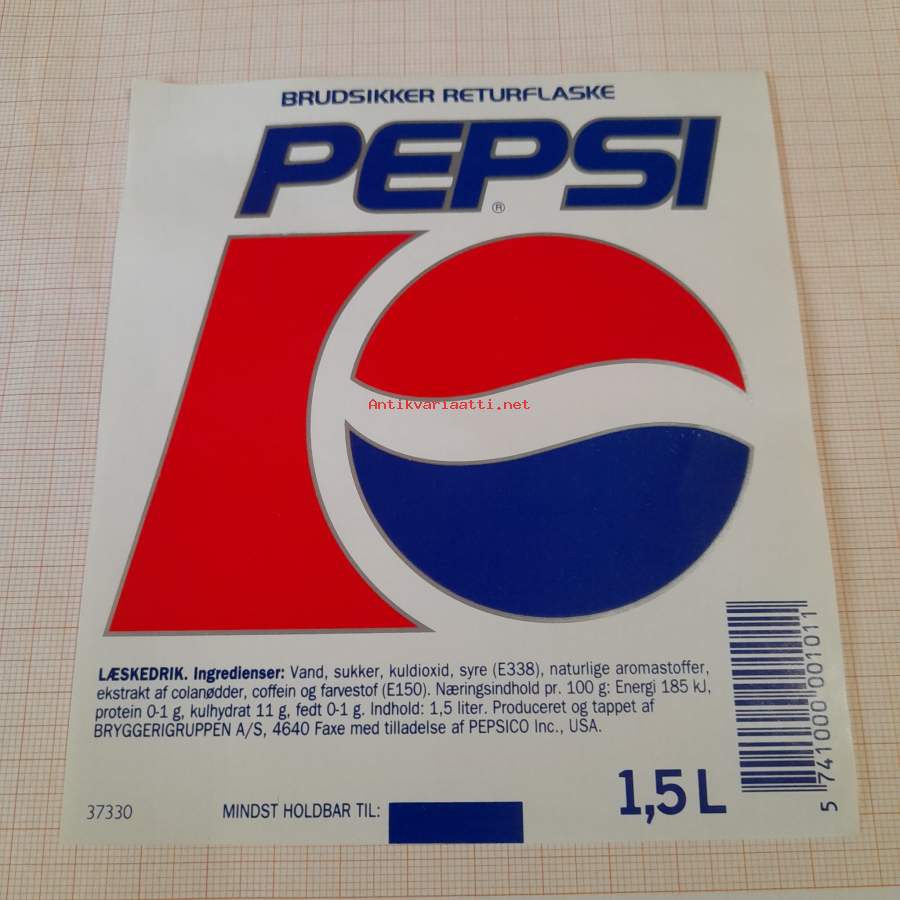 BRUDSIKKER RETURFLASKE
PEPSI
®
Antikvariaatti.net
LÆSKEDRIK. Ingredienser: Vand, sukker, kuldioxid, syre (E338), naturlige aromastoffer,
ekstrakt af colanødder, coffein og farvestof (E150). Næringsindhold pr. 100 g: Energi 185 kJ,
protein 0-1 g, kulhydrat 11 g, fedt 0-1 g. Indhold: 1,5 liter. Produceret og tappet af
BRYGGERIGRUPPEN A/S, 4640 Faxe med tilladelse af PEPSICO Inc., USA.
5 741000 001011
37330
MINDST HOLDBAR TIL:
1,5 L